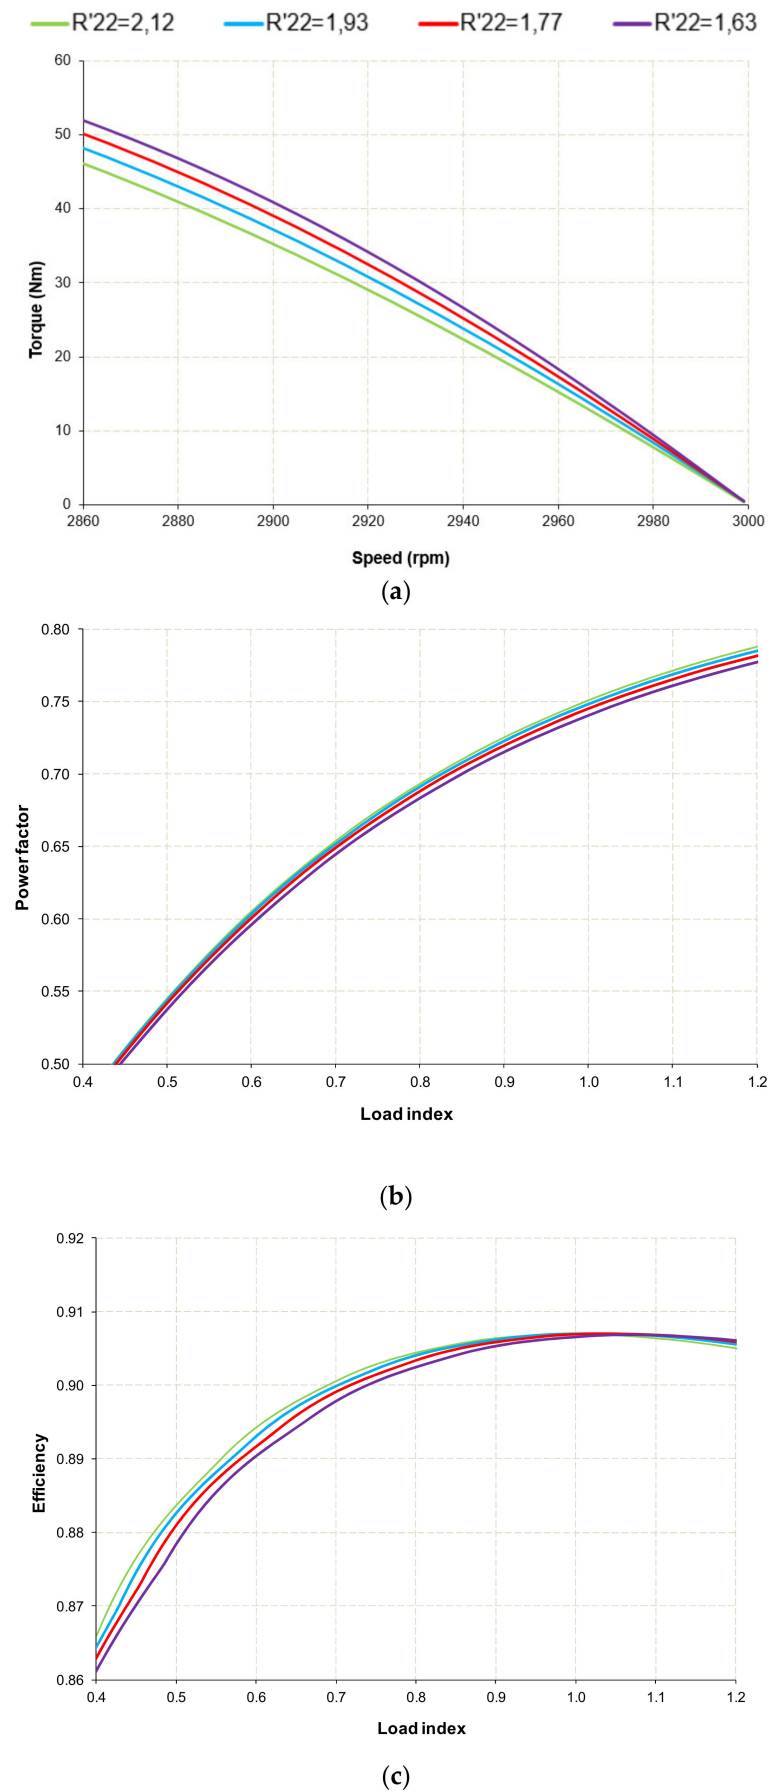 R'22=2,12 R'22=1,93 R'22=1,77 R'22=1,63
60
50
40
30
20
10
0
Torque (Nm)
2860 2880 2900 2920 2940 2960 2980 3000
Speed (rpm)
(a)
0.80
0.75
0.70
0.65
0.60
0.55
0.50
Power factor
0.4 0.5 0.6 0.7 0.8 0.9 1.0 1.1 1.2
Load index
(b)
0.92
0.91
0.90
0.89
0.88
0.87
0.86
Efficiency
0.4 0.5 0.6 0.7 0.8 0.9 1.0 1.1 1.2
Load index
(c)